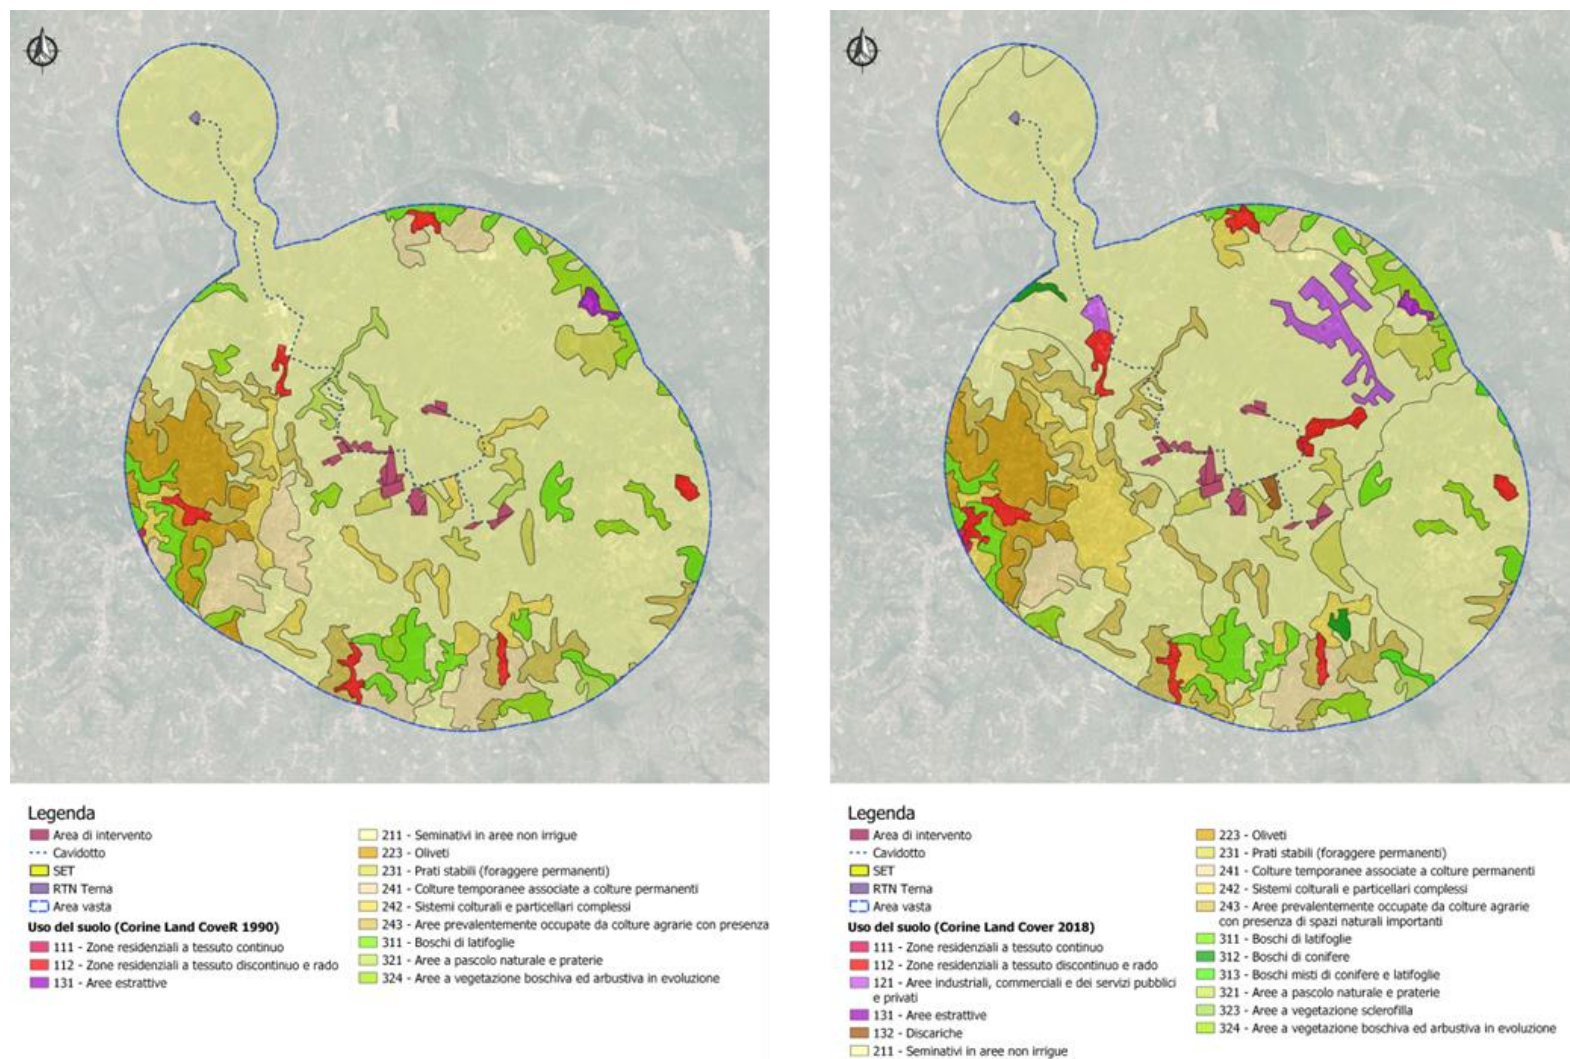 Legenda
Area di intervento
Cavidotto
SET
RTN Terna
Area vasta
Uso del suolo (Corine Land CoveR 1990)
111 - Zone residenziali a tessuto continuo
112 - Zone residenziali a tessuto discontinuo e rado
131 - Aree estrattive
211 - Seminativi in aree non irrigue
223 - Oliveti
231 - Prati stabili (foraggere permanenti)
241 - Colture temporanee associate a colture permanenti
242 - Sistemi colturali e particellari complessi
243 - Aree prevalentemente occupate da colture agrarie con presenza
311 - Boschi di latifoglie
321 - Aree a pascolo naturale e praterie
324 - Aree a vegetazione boschiva ed arbustiva in evoluzione
Legenda
Area di intervento
Cavidotto
SET
RTN Terna
Area vasta
Uso del suolo (Corine Land Cover 2018)
111 - Zone residenziali a tessuto continuo
112 - Zone residenziali a tessuto discontinuo e rado
121 - Aree industriali, commerciali e dei servizi pubblici
e privati
131 - Aree estrattive
132 - Discariche
211 - Seminativi in aree non irrigue
223 - Oliveti
231 - Prati stabili (foraggere permanenti)
241 - Colture temporanee associate a colture permanenti
242 - Sistemi colturali e particellari complessi
243 - Aree prevalentemente occupate da colture agrarie
con presenza di spazi naturali importanti
311 - Boschi di latifoglie
312 - Boschi di conifere
313 - Boschi misti di conifere e latifoglie
321 - Aree a pascolo naturale e praterie
323 - Aree a vegetazione sclerofilla
324 - Aree a vegetazione boschiva ed arbustiva in evoluzione